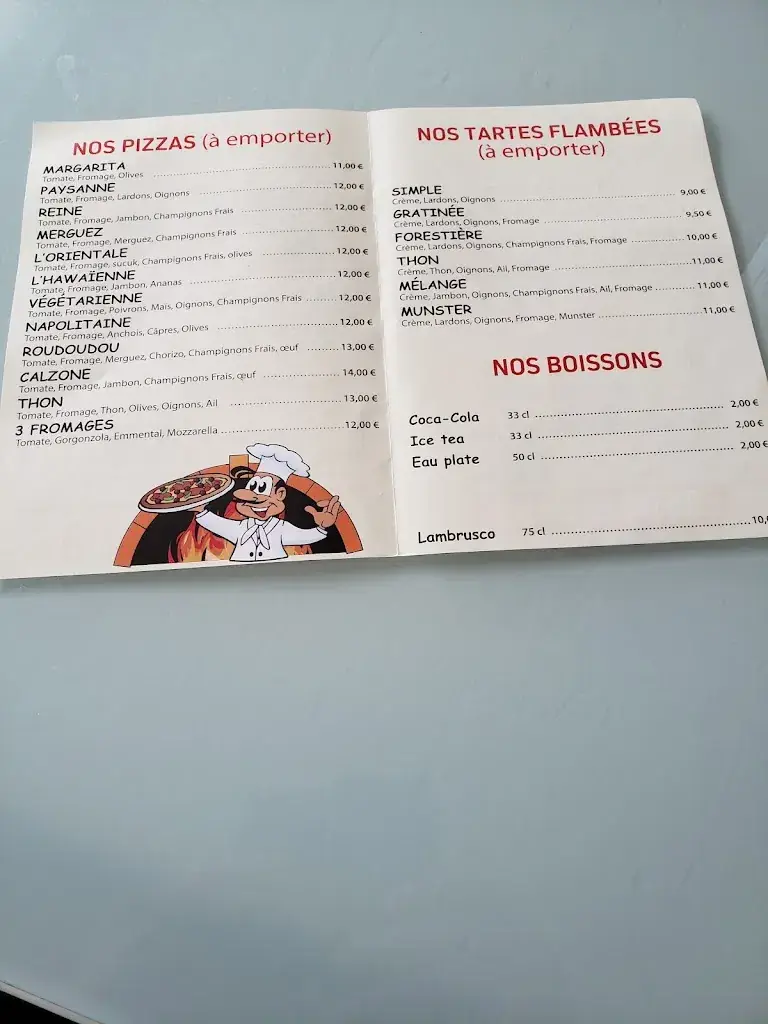 NOS PIZZAS (à emporter)
MARGARITA 11,00 €
Tomate, Fromage, Olives
PAYSANNE 12,00 €
Tomate, Fromage, Lardons, Oignons
REINE 12,00 €
Tomate, Fromage, Jambon, Champignons Frais
MERGUEZ 12,00 €
Tomate, Fromage, Merguez, Champignons Frais
L'ORIENTALE 12,00 €
Tomate, Fromage, sucuk, Champignons Frais, olives
L'HAWAÏENNE 12,00 €
Tomate, Fromage, Jambon, Ananas
VÉGÉTARIENNE 12,00 €
Tomate, Fromage, Poivrons, Maïs, Oignons, Champignons Frais
NAPOLITAINE 12,00 €
Tomate, Fromage, Anchois, Câpres, Olives
ROUDOUDOU 13,00 €
Tomate, Fromage, Merguez, Chorizo, Champignons Frais, œuf
CALZONE 14,00 €
Tomate, Fromage, Jambon, Champignons Frais, œuf
THON 13,00 €
Tomate, Fromage, Thon, Olives, Oignons, Ail
3 FROMAGES 12,00 €
Tomate, Gorgonzola, Emmental, Mozzarella
NOS TARTES FLAMBÉES
(à emporter)
SIMPLE
Crème, Lardons, Oignons 9,00 €
GRATINÉE
Crème, Lardons, Oignons, Fromage 9,50 €
FORESTIÈRE
Crème, Lardons, Oignons, Champignons Frais, Fromage 10,00 €
THON
Crème, Thon, Oignons, Ail, Fromage 11,00 €
MÉLANGE
Crème, Jambon, Oignons, Champignons Frais, Ail, Fromage 11,00 €
MUNSTER
Crème, Lardons, Oignons, Fromage, Munster 11,00 €
NOS BOISSONS
Coca-Cola 33 cl 2,00 €
Ice tea 33 cl 2,00 €
Eau plate 50 cl 2,00 €
Lambrusco 75 cl 10,